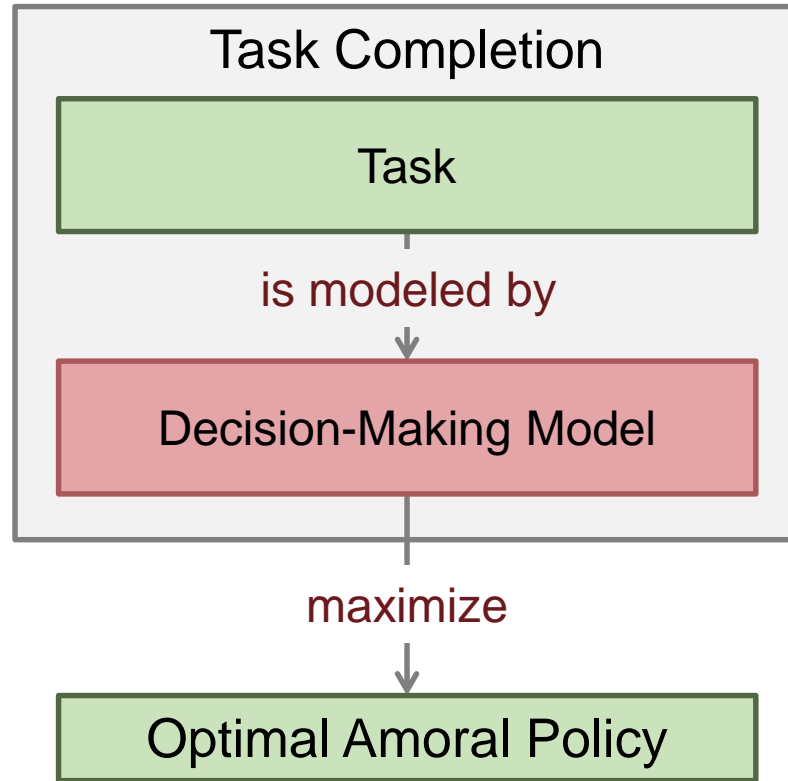 Task Completion
Task
is modeled by
Decision-Making Model
maximize
Optimal Amoral Policy